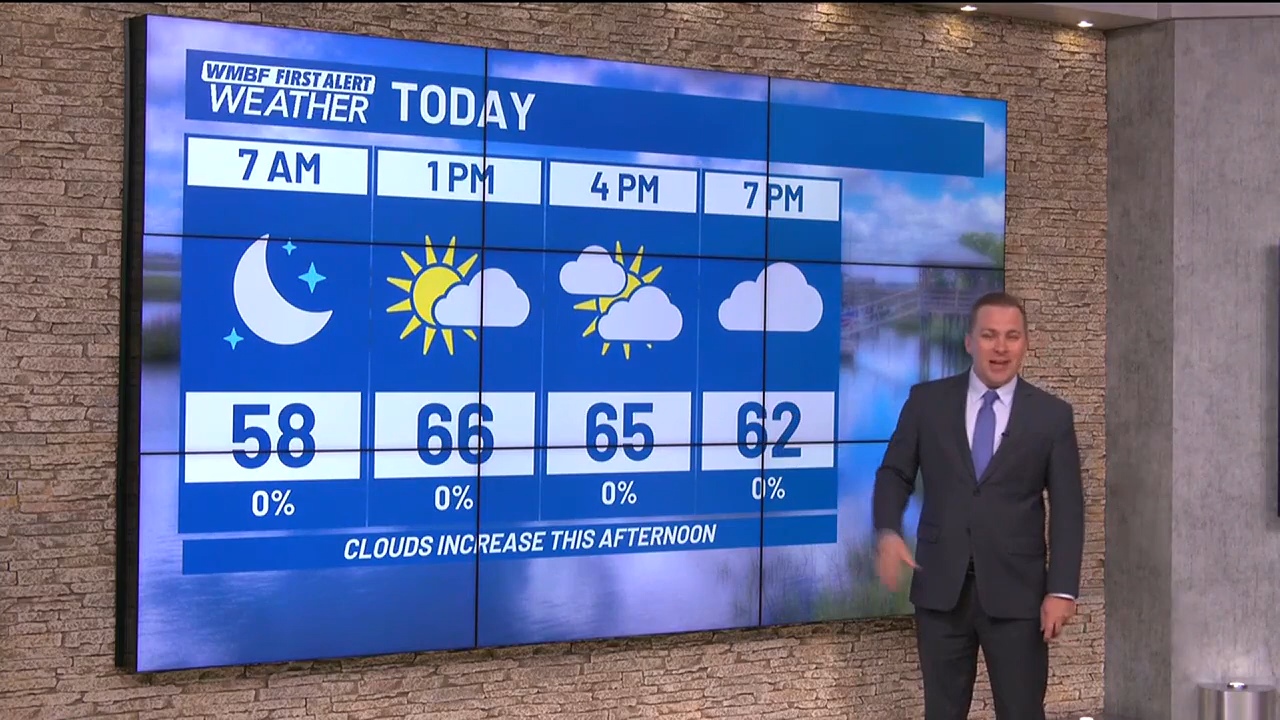 WMBF FIRST ALERT
WEATHER
TODAY
7 AM
1 PM
4 PM
7 PM
58
66
65
62
0%
0%
0%
0%
CLOUDS INCREASE THIS AFTERNOON